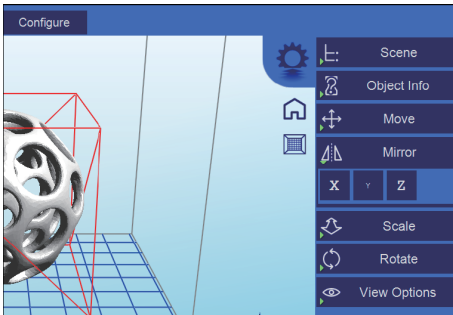 Configure
Scene
Object Info
Move
Mirror
X Y Z
Scale
Rotate
View Options